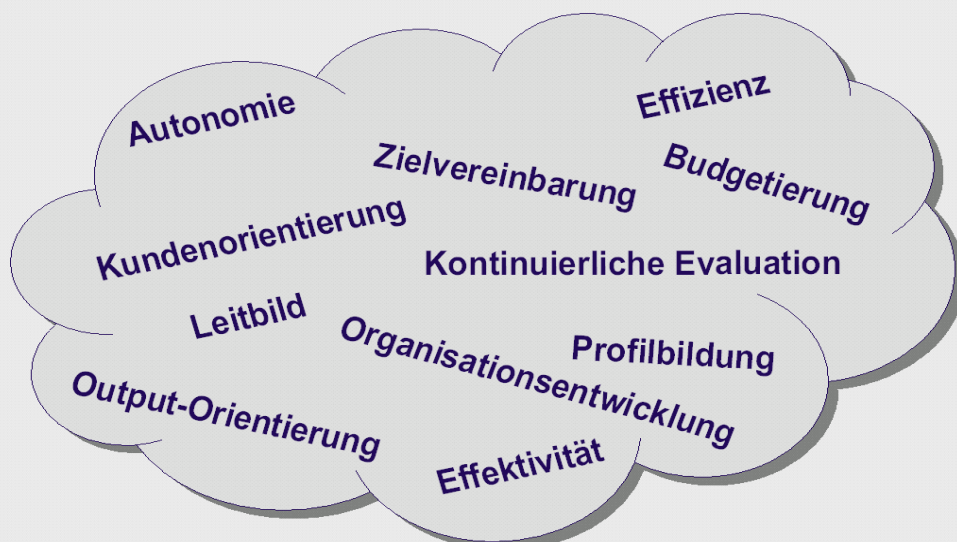 Autonomie
Effizienz
Zielvereinbarung
Budgetierung
Kundenorientierung
Kontinuierliche Evaluation
Leitbild
Organisationsentwicklung
Profilbildung
Output-Orientierung
Effektivität